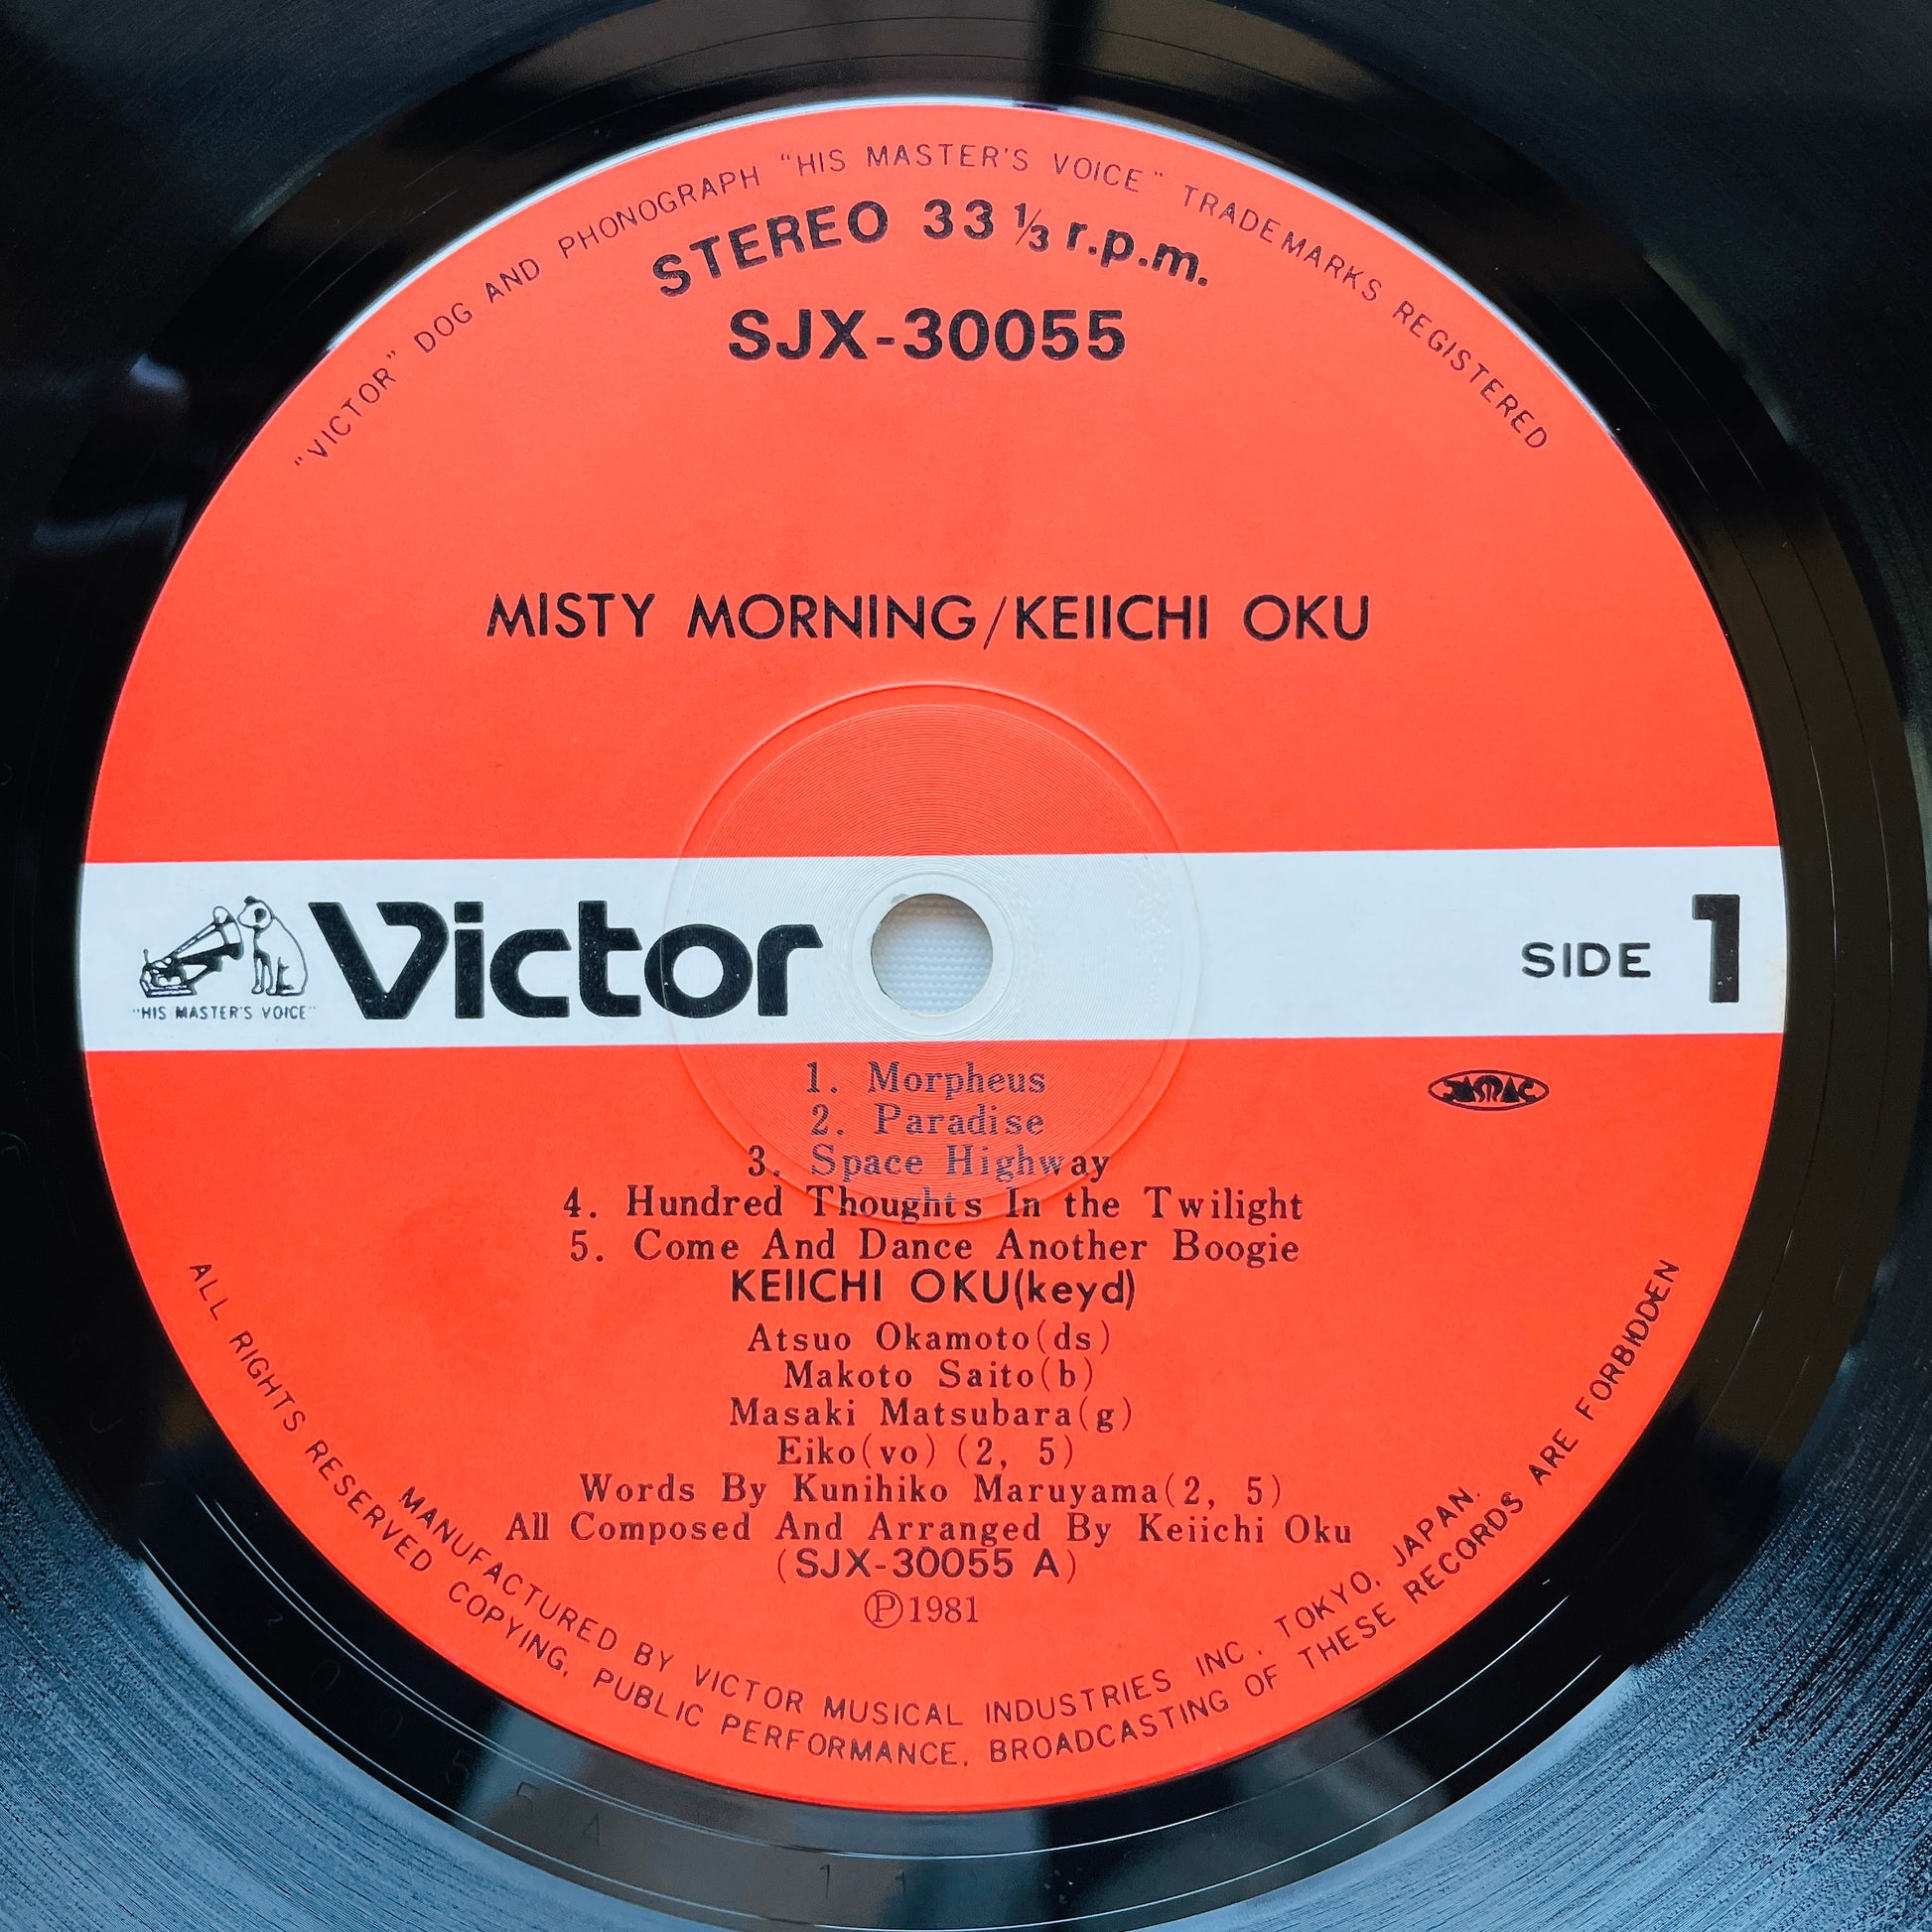 "VICTOR" DOG AND PHONOGRAPH "HIS MASTER'S VOICE" TRADEMARKS REGISTERED
STEREO 33 ⅓ r.p.m.
SJX-30055
MISTY MORNING/KEIICHI OKU
Victor
"HIS MASTER'S VOICE"
SIDE 1
JASRAC
1. Morpheus
2. Paradise
3. Space Highway
4. Hundred Thoughts In the Twilight
5. Come And Dance Another Boogie
KEIICHI OKU(keyd)
Atsuo Okamoto(ds)
Makoto Saito(b)
Masaki Matsubara(g)
Eiko(vo) (2, 5)
Words By Kunihiko Maruyama(2, 5)
All Composed And Arranged By Keiichi Oku
(SJX-30055 A)
Ⓟ1981
MANUFACTURED BY VICTOR MUSICAL INDUSTRIES INC, TOKYO, JAPAN.
ALL RIGHTS RESERVED COPYING, PUBLIC PERFORMANCE, BROADCASTING OF THESE RECORDS ARE FORBIDDEN